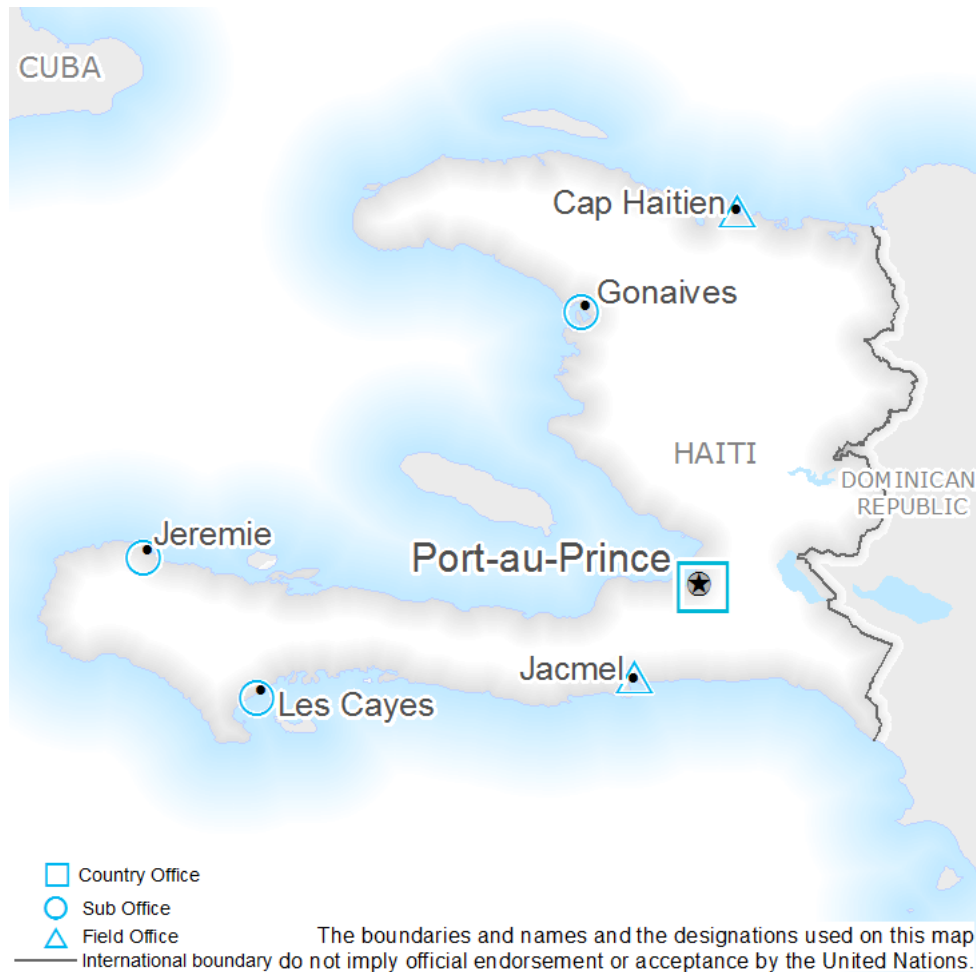 CUBA
Cap Haitien
Gonaives
HAITI
DOMINICAN
REPUBLIC
Jeremie
Port-au-Prince
Jacmel
Les Cayes
Country Office
Sub Office
Field Office
The boundaries and names and the designations used on this map
International boundary
do not imply official endorsement or acceptance by the United Nations.